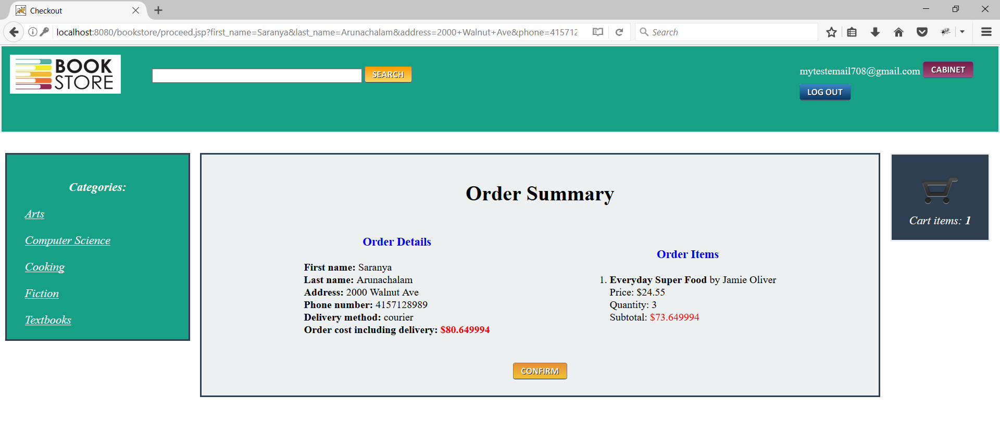 Checkout
localhost:8080/bookstore/proceed.jsp?first_name=Saranya&last_name=Arunachalam&address=2000+Walnut+Ave&phone=415712
Search
BOOK
STORE
SEARCH
mytestemail708@gmail.com CABINET
LOG OUT
Categories:
Arts
Computer Science
Cooking
Fiction
Textbooks
Order Summary
Order Details
First name: Saranya
Last name: Arunachalam
Address: 2000 Walnut Ave
Phone number: 4157128989
Delivery method: courier
Order cost including delivery: $80.649994
Order Items
1. Everyday Super Food by Jamie Oliver
Price: $24.55
Quantity: 3
Subtotal: $73.649994
CONFIRM
Cart items: 1